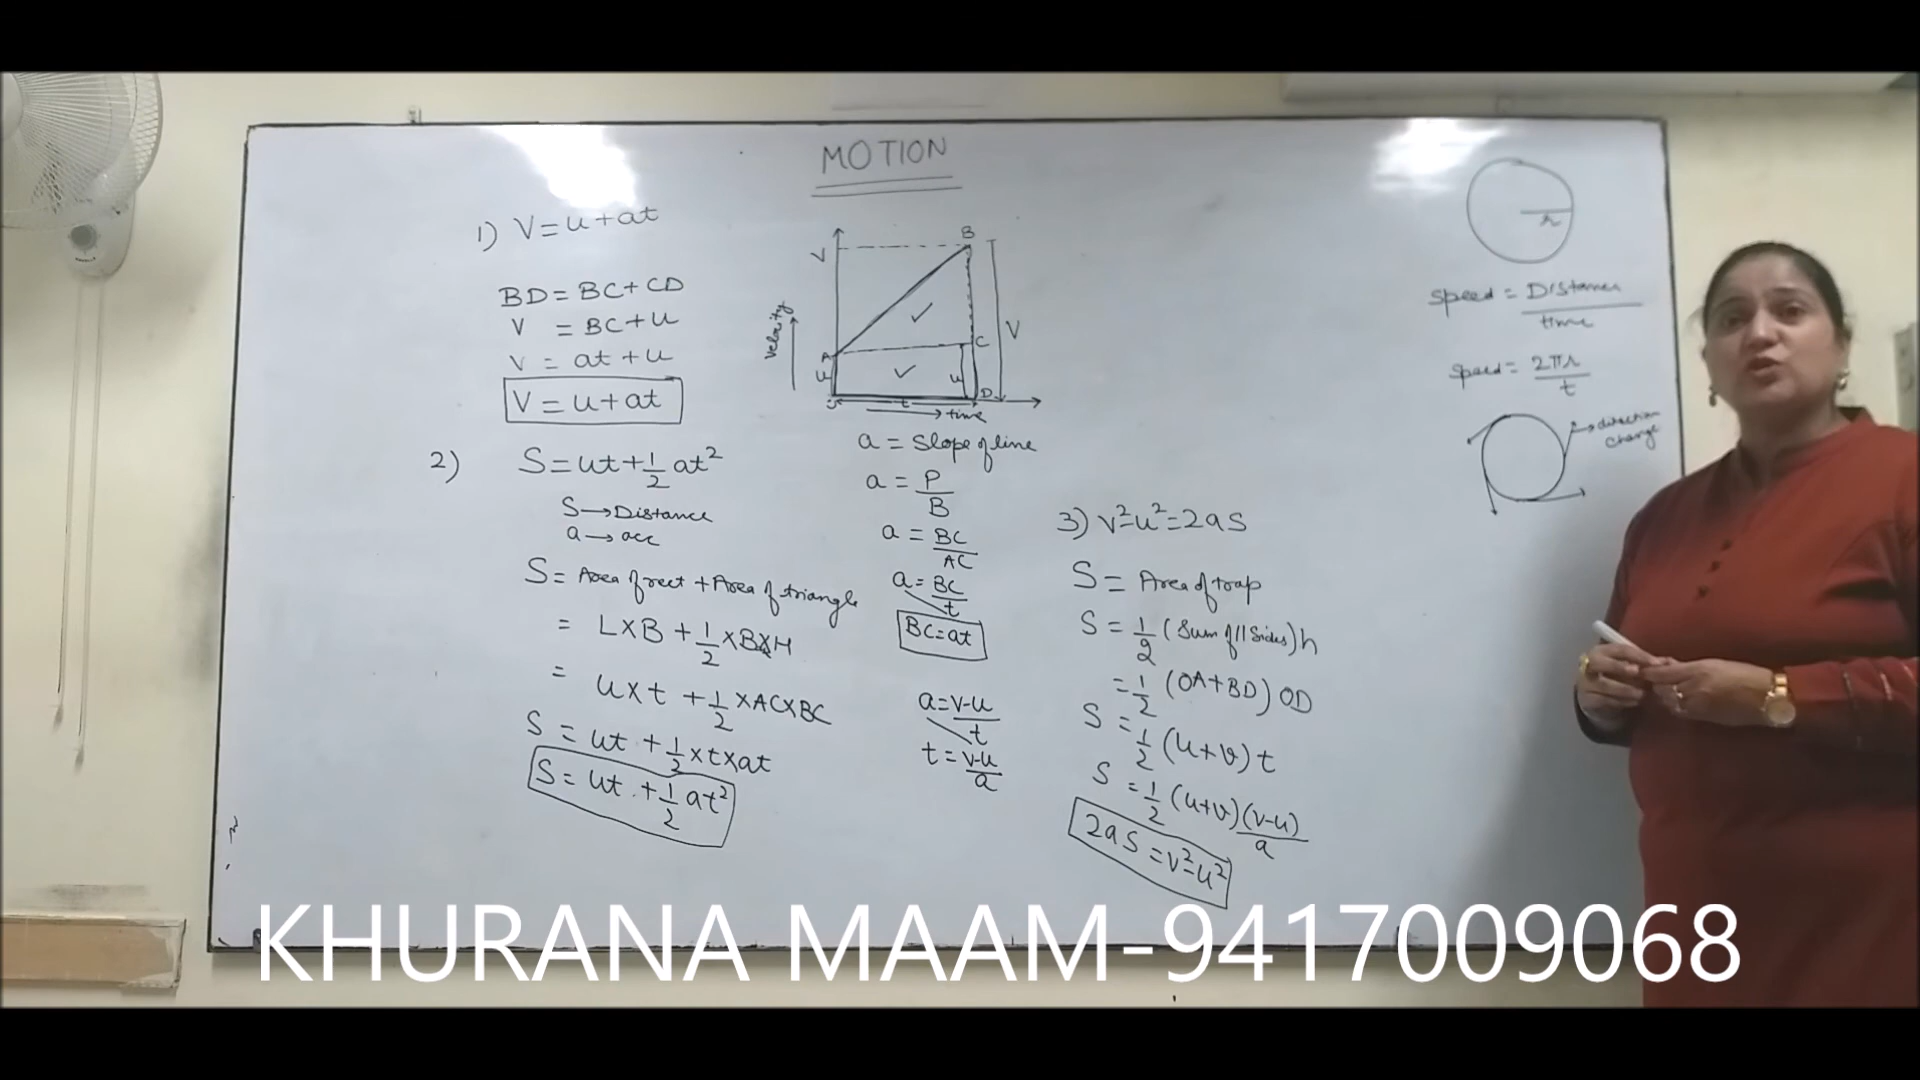 MOTION
1) V=u+at
BD=BC+CD
V = BC+u
V = at+u
V=u+at
2) S=ut+1/2 at²
S→Distance
a→acc
S= Area of rect + Area of triangle
= L×B + 1/2 ×B×H
= u×t + 1/2 ×AC×BC
S = ut + 1/2 ×t×at
S= ut + 1/2 at²
V
B
velocity
A
C
V
u
u
D
t
→ time
a = Slope of line
a = P/B
a = BC/AC
a = BC/t
BC=at
a=v-u/t
t=v-u/a
3) v²-u²=2aS
S = Area of trap
S = 1/2 (Sum of 11 Sides)h
= 1/2 (OA+BD) OD
S = 1/2 (u+v)t
S = 1/2 (u+v)(v-u)/a
2aS = v²-u²
r
Speed = Distance/time
Speed = 2πr/t
→direction
change
KHURANA MAAM-9417009068